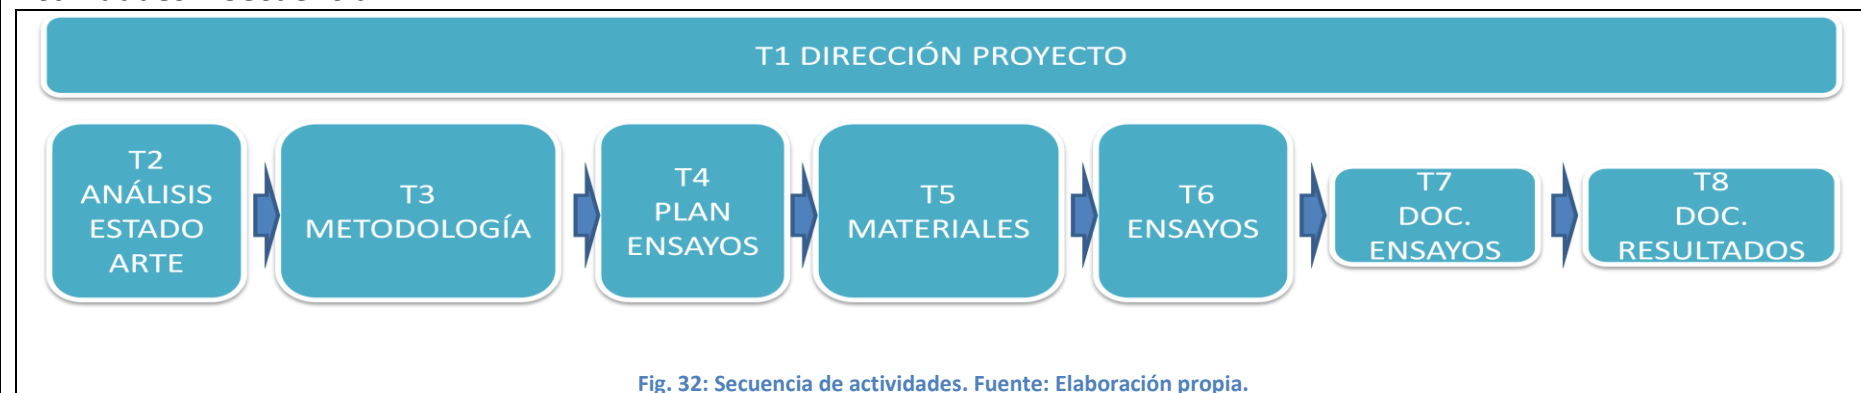 T1 DIRECCIÓN PROYECTO
T2
ANÁLISIS
ESTADO
ARTE
T3
METODOLOGÍA
T4
PLAN
ENSAYOS
T5
MATERIALES
T6
ENSAYOS
T7
DOC.
ENSAYOS
T8
DOC.
RESULTADOS
Fig. 32: Secuencia de actividades. Fuente: Elaboración propia.